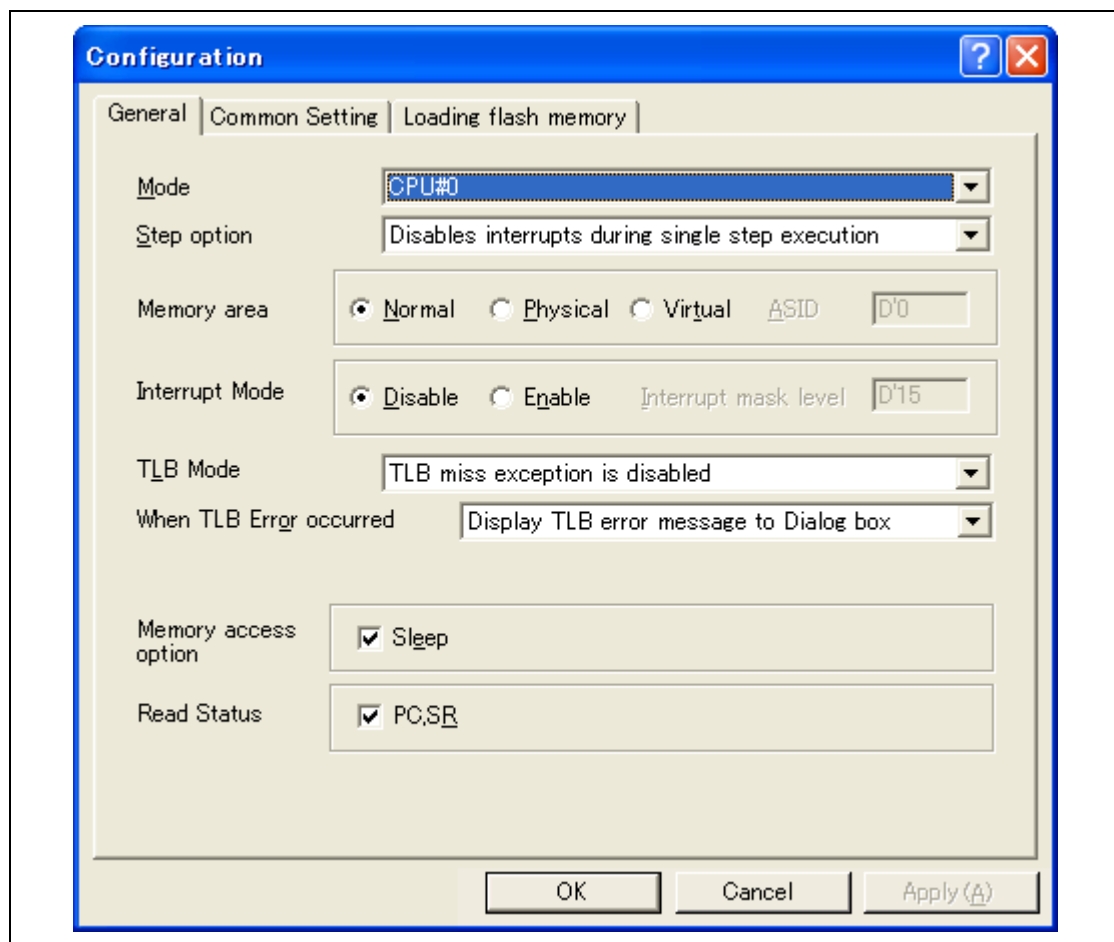 Configuration
General Common Setting Loading flash memory
Mode CPU#0
Step option Disables interrupts during single step execution
Memory area Normal Physical Virtual ASID D'0
Interrupt Mode Disable Enable Interrupt mask level D'15
TLB Mode TLB miss exception is disabled
When TLB Error occurred Display TLB error message to Dialog box
Memory access
option
Sleep
Read Status PC,SR
OK Cancel Apply(A)